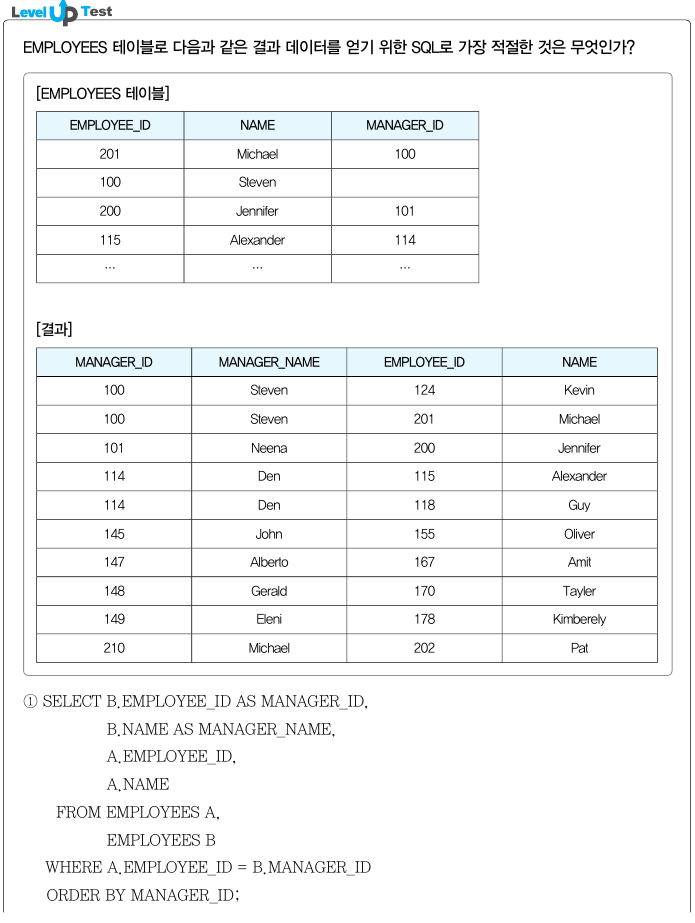 Level Up Test
EMPLOYEES 테이블로 다음과 같은 결과 데이터를 얻기 위한 SQL로 가장 적절한 것은 무엇인가?
[EMPLOYEES 테이블]
EMPLOYEE_ID NAME MANAGER_ID
201 Michael 100
100 Steven
200 Jennifer 101
115 Alexander 114
… … …
[결과]
MANAGER_ID MANAGER_NAME EMPLOYEE_ID NAME
100 Steven 124 Kevin
100 Steven 201 Michael
101 Neena 200 Jennifer
114 Den 115 Alexander
114 Den 118 Guy
145 John 155 Oliver
147 Alberto 167 Amit
148 Gerald 170 Tayler
149 Eleni 178 Kimberely
210 Michael 202 Pat
① SELECT B.EMPLOYEE_ID AS MANAGER_ID,
B.NAME AS MANAGER_NAME,
A.EMPLOYEE_ID,
A.NAME
FROM EMPLOYEES A,
EMPLOYEES B
WHERE A.EMPLOYEE_ID = B.MANAGER_ID
ORDER BY MANAGER_ID;